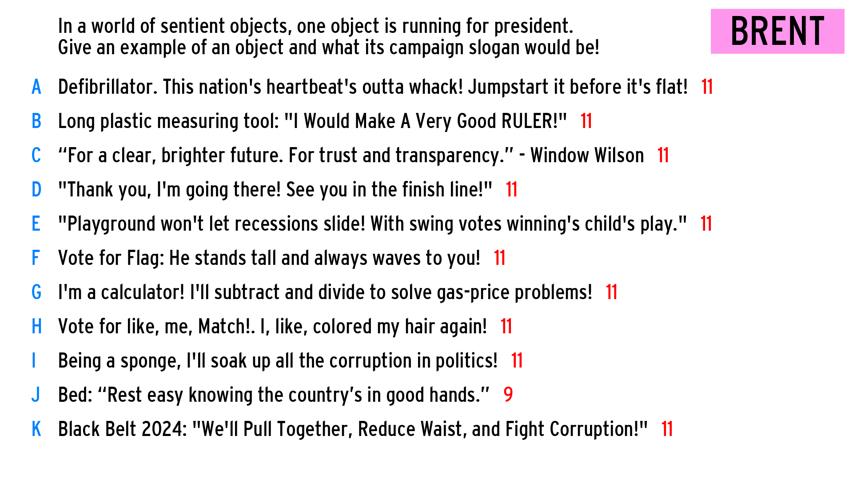 In a world of sentient objects, one object is running for president.
Give an example of an object and what its campaign slogan would be!
BRENT
A Defibrillator. This nation's heartbeat's outta whack! Jumpstart it before it's flat! 11
B Long plastic measuring tool: "I Would Make A Very Good RULER!" 11
C “For a clear, brighter future. For trust and transparency.” - Window Wilson 11
D "Thank you, I'm going there! See you in the finish line!" 11
E "Playground won't let recessions slide! With swing votes winning's child's play." 11
F Vote for Flag: He stands tall and always waves to you! 11
G I'm a calculator! I'll subtract and divide to solve gas-price problems! 11
H Vote for like, me, Match!. I, like, colored my hair again! 11
I Being a sponge, I'll soak up all the corruption in politics! 11
J Bed: “Rest easy knowing the country’s in good hands.” 9
K Black Belt 2024: "We'll Pull Together, Reduce Waist, and Fight Corruption!" 11